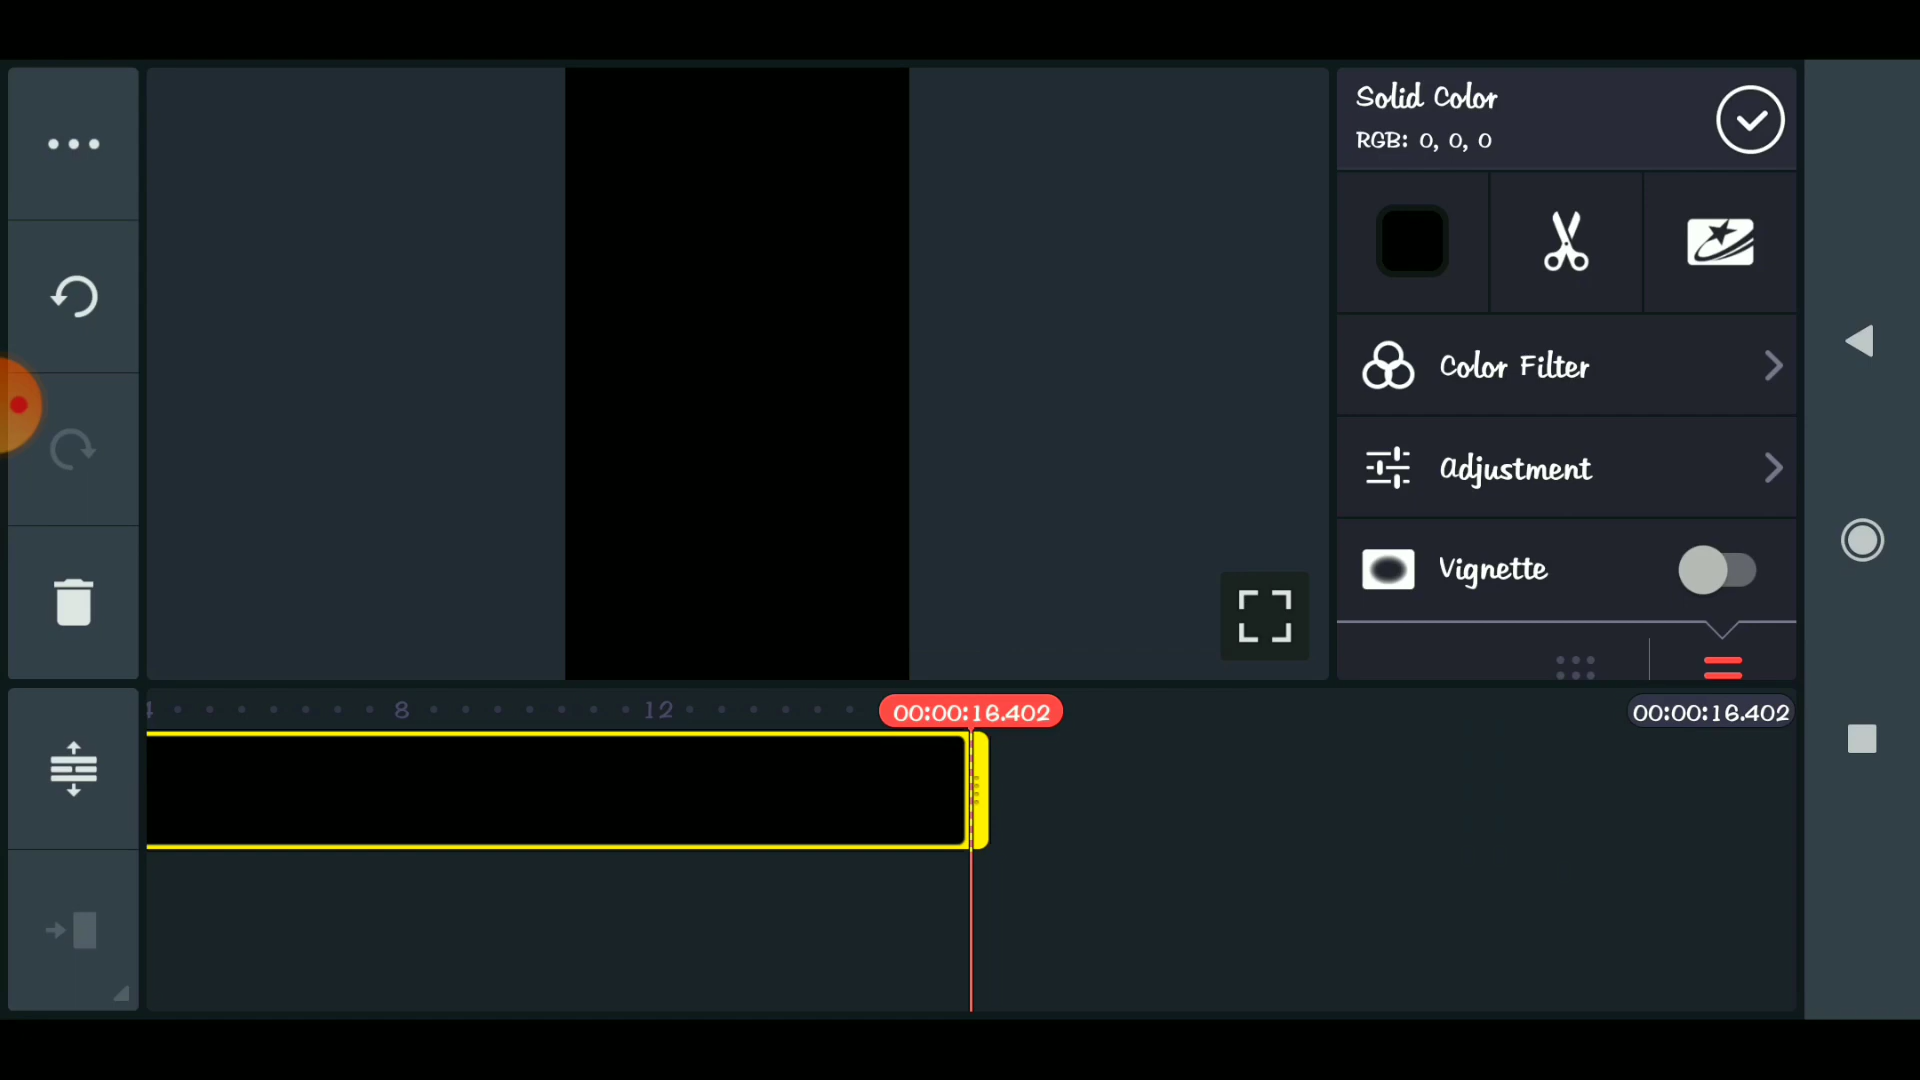 Solid Color
RGB: 0, 0, 0
Color Filter
Adjustment
Vignette
4
8
12
00:00:16.402
00:00:16.402